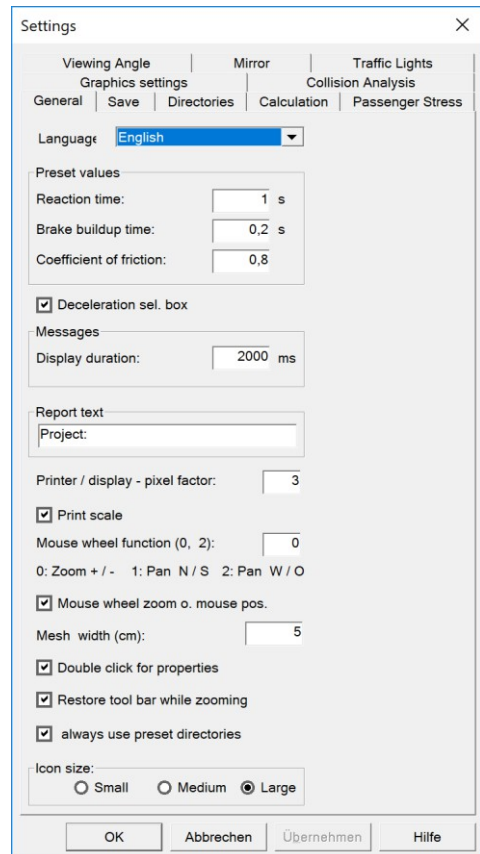 Settings
Viewing Angle Mirror Traffic Lights
Graphics settings Collision Analysis
General Save Directories Calculation Passenger Stress
Language English
Preset values
Reaction time: 1 s
Brake buildup time: 0,2 s
Coefficient of friction: 0,8
Deceleration sel. box
Messages
Display duration: 2000 ms
Report text
Project:
Printer / display - pixel factor: 3
Print scale
Mouse wheel function (0, 2): 0
0: Zoom + / - 1: Pan N / S 2: Pan W / O
Mouse wheel zoom o. mouse pos.
Mesh width (cm): 5
Double click for properties
Restore tool bar while zooming
always use preset directories
Icon size:
Small Medium Large
OK Abbrechen Übernehmen Hilfe